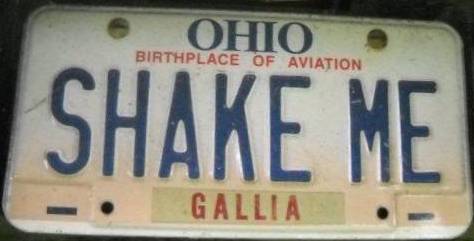 OHIO
BIRTHPLACE OF AVIATION
SHAKE ME
GALLIA